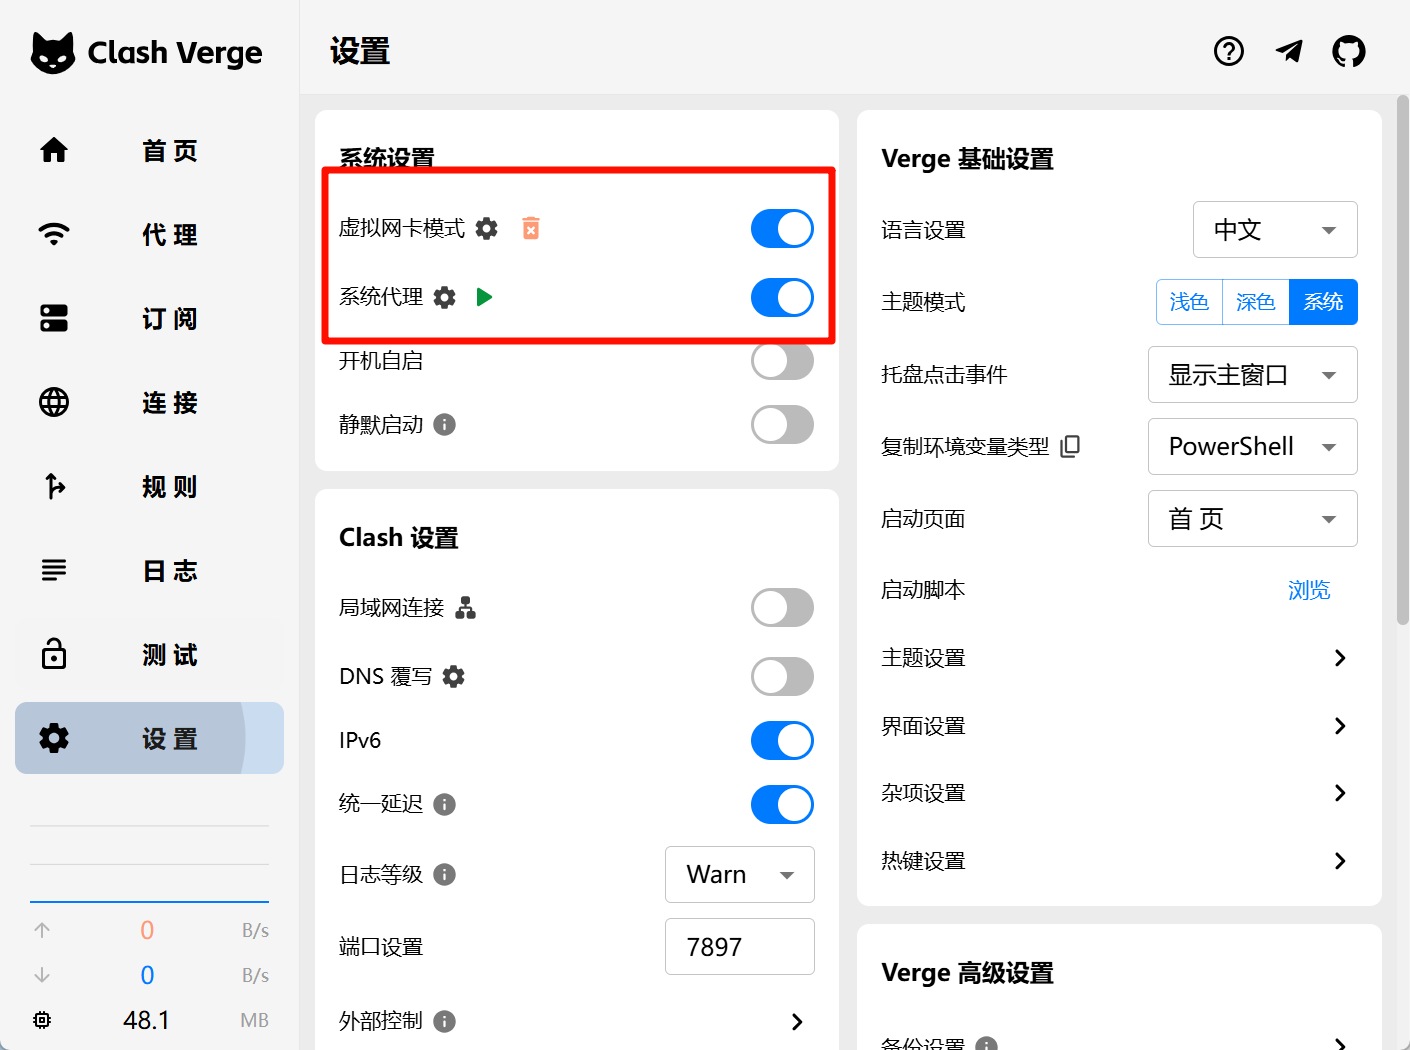 Clash Verge
首 页
代 理
订 阅
连 接
规 则
日 志
测 试
设 置
0 B/s
0 B/s
48.1 MB
设置
系统设置
虚拟网卡模式
系统代理
开机自启
静默启动
Clash 设置
局域网连接
DNS 覆写
IPv6
统一延迟
日志等级 Warn
端口设置 7897
外部控制
Verge 基础设置
语言设置 中文
主题模式 浅色 深色 系统
托盘点击事件 显示主窗口
复制环境变量类型 PowerShell
启动页面 首 页
启动脚本 浏览
主题设置
界面设置
杂项设置
热键设置
Verge 高级设置
备份设置